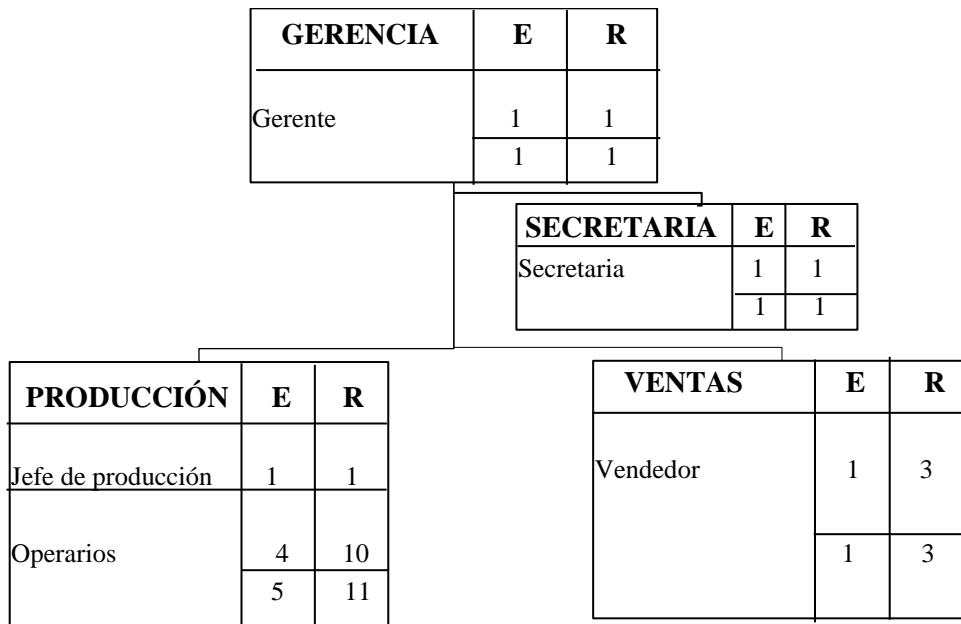 GERENCIA E R
Gerente 1 1
1 1
SECRETARIA E R
Secretaria 1 1
1 1
PRODUCCIÓN E R
Jefe de producción 1 1
Operarios 4 10
5 11
VENTAS E R
Vendedor 1 3
1 3